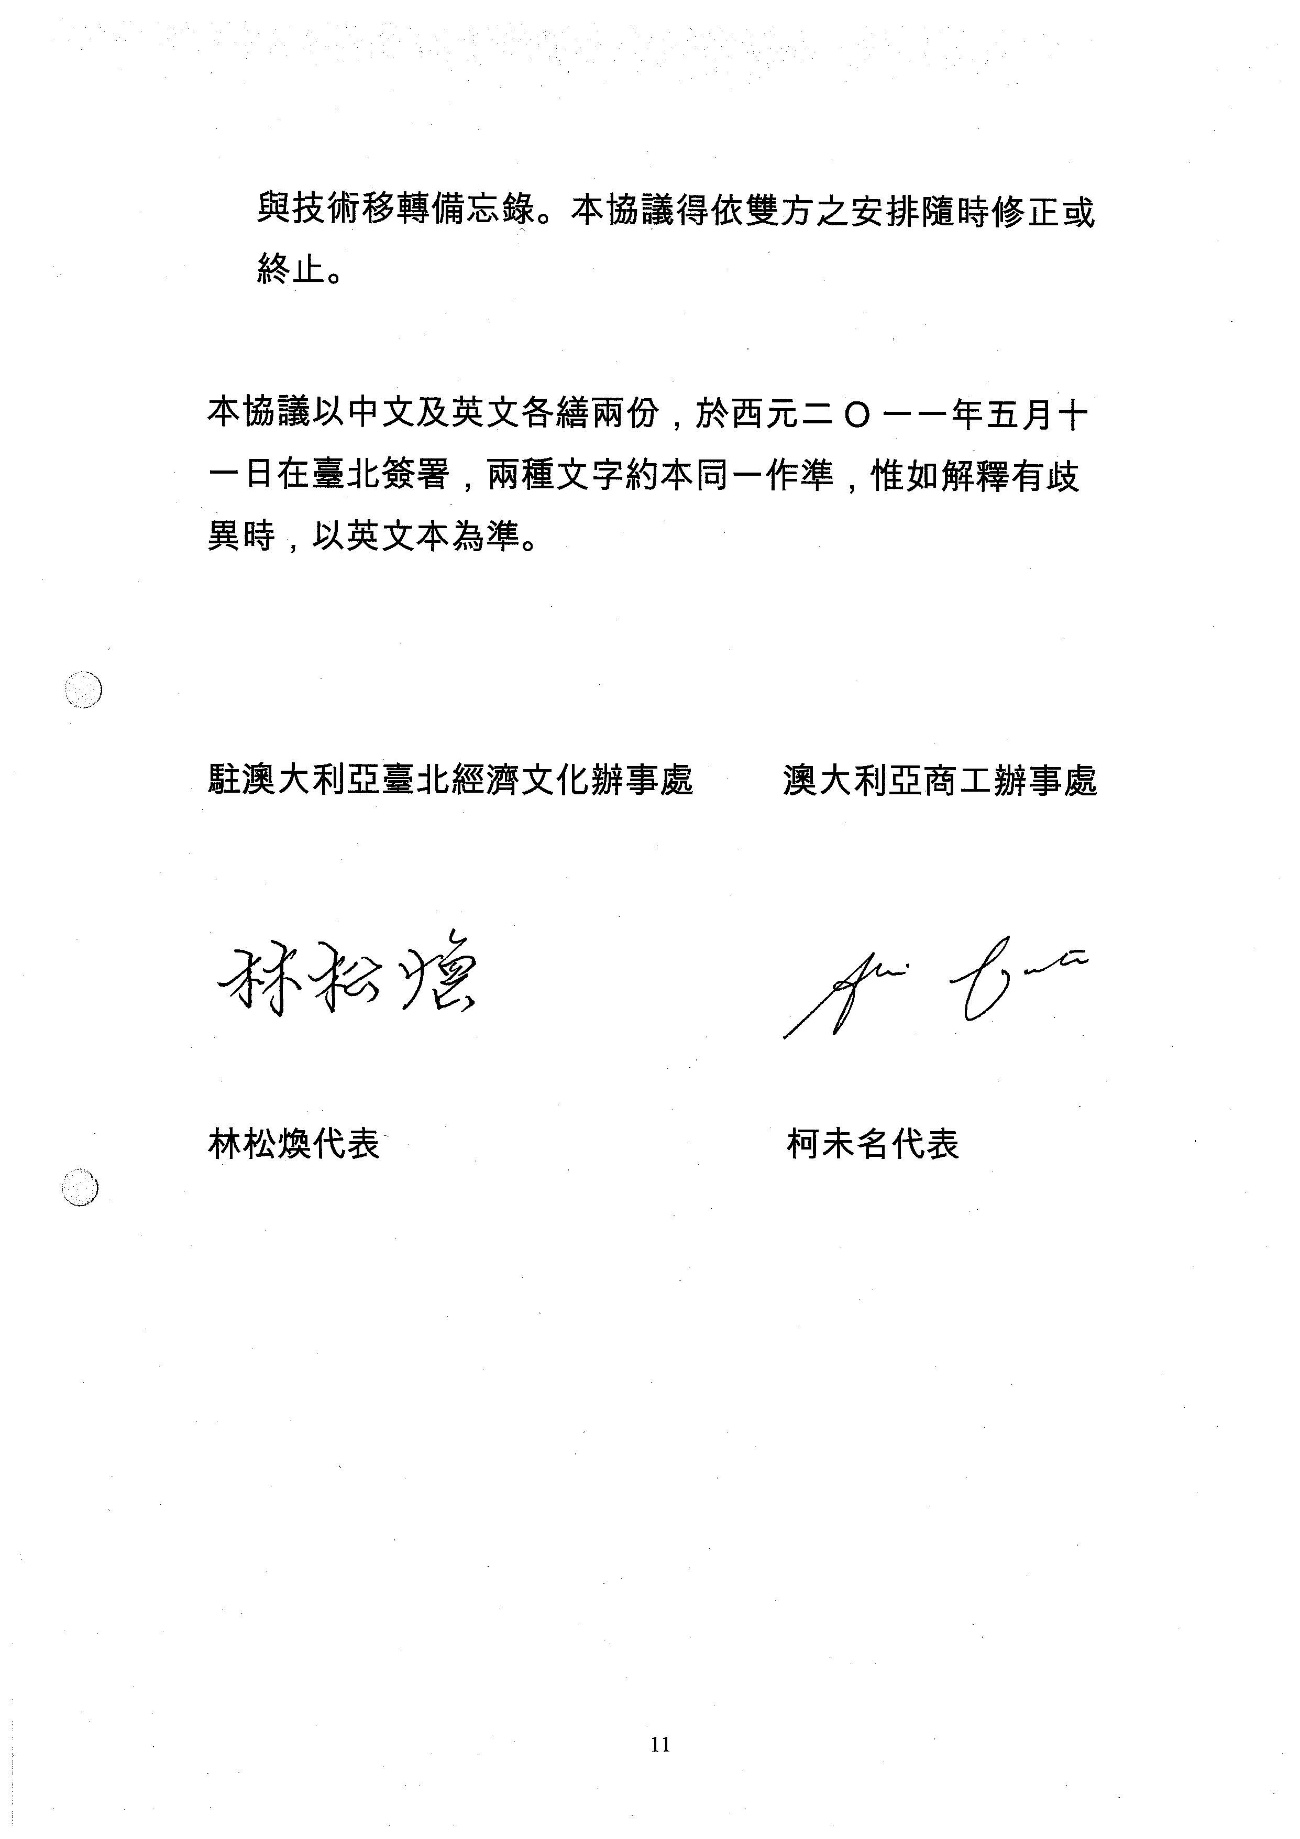 與技術移轉備忘錄。本協議得依雙方之安排隨時修正或
終止。
本協議以中文及英文各繕兩份，於西元二〇一一年五月十
一日在臺北簽署，兩種文字約本同一作準，惟如解釋有歧
異時，以英文本為準。
駐澳大利亞臺北經濟文化辦事處 澳大利亞商工辦事處
林松煥
林松煥代表 柯未名代表
11